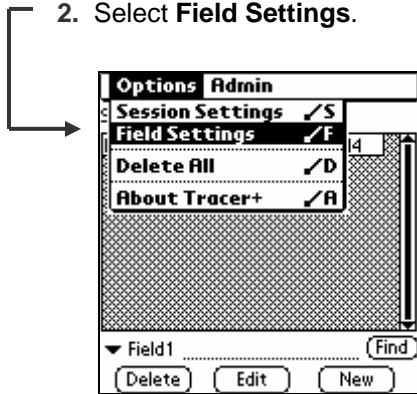 2. Select Field Settings.
Options Admin
Session Settings /S
Field Settings /F
Delete All /D
About Tracer+ /A
Field1 Find
Delete Edit New